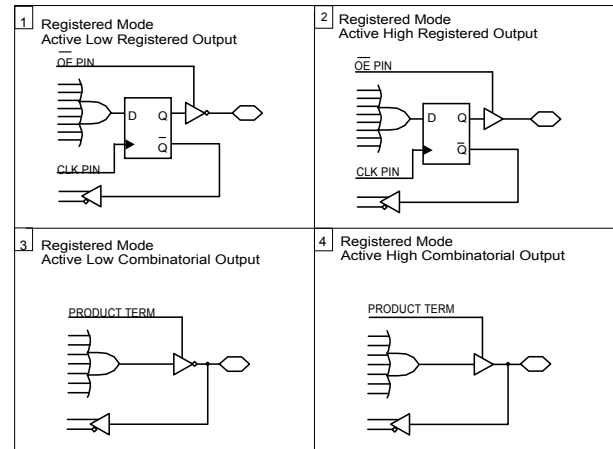 1
Registered Mode
Active Low Registered Output
OE PIN
D Q
Q
CLK PIN
2
Registered Mode
Active High Registered Output
OE PIN
D Q
Q
CLK PIN
3
Registered Mode
Active Low Combinatorial Output
PRODUCT TERM
4
Registered Mode
Active High Combinatorial Output
PRODUCT TERM